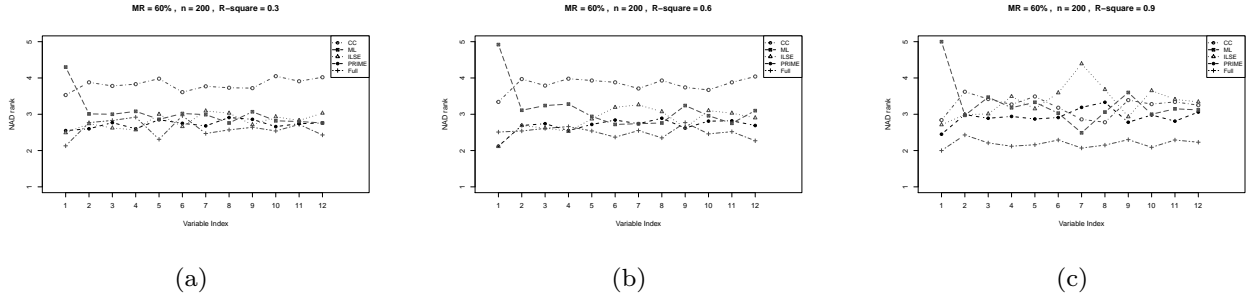 MR = 60% , n = 200 , R-square = 0.3
NAD rank
5
4
3
2
1
CC
ML
ILSE
PRIME
Full
1 2 3 4 5 6 7 8 9 10 11 12
Variable Index
(a)
MR = 60% , n = 200 , R-square = 0.6
NAD rank
5
4
3
2
1
CC
ML
ILSE
PRIME
Full
1 2 3 4 5 6 7 8 9 10 11 12
Variable Index
(b)
MR = 60% , n = 200 , R-square = 0.9
NAD rank
5
4
3
2
1
CC
ML
ILSE
PRIME
Full
1 2 3 4 5 6 7 8 9 10 11 12
Variable Index
(c)